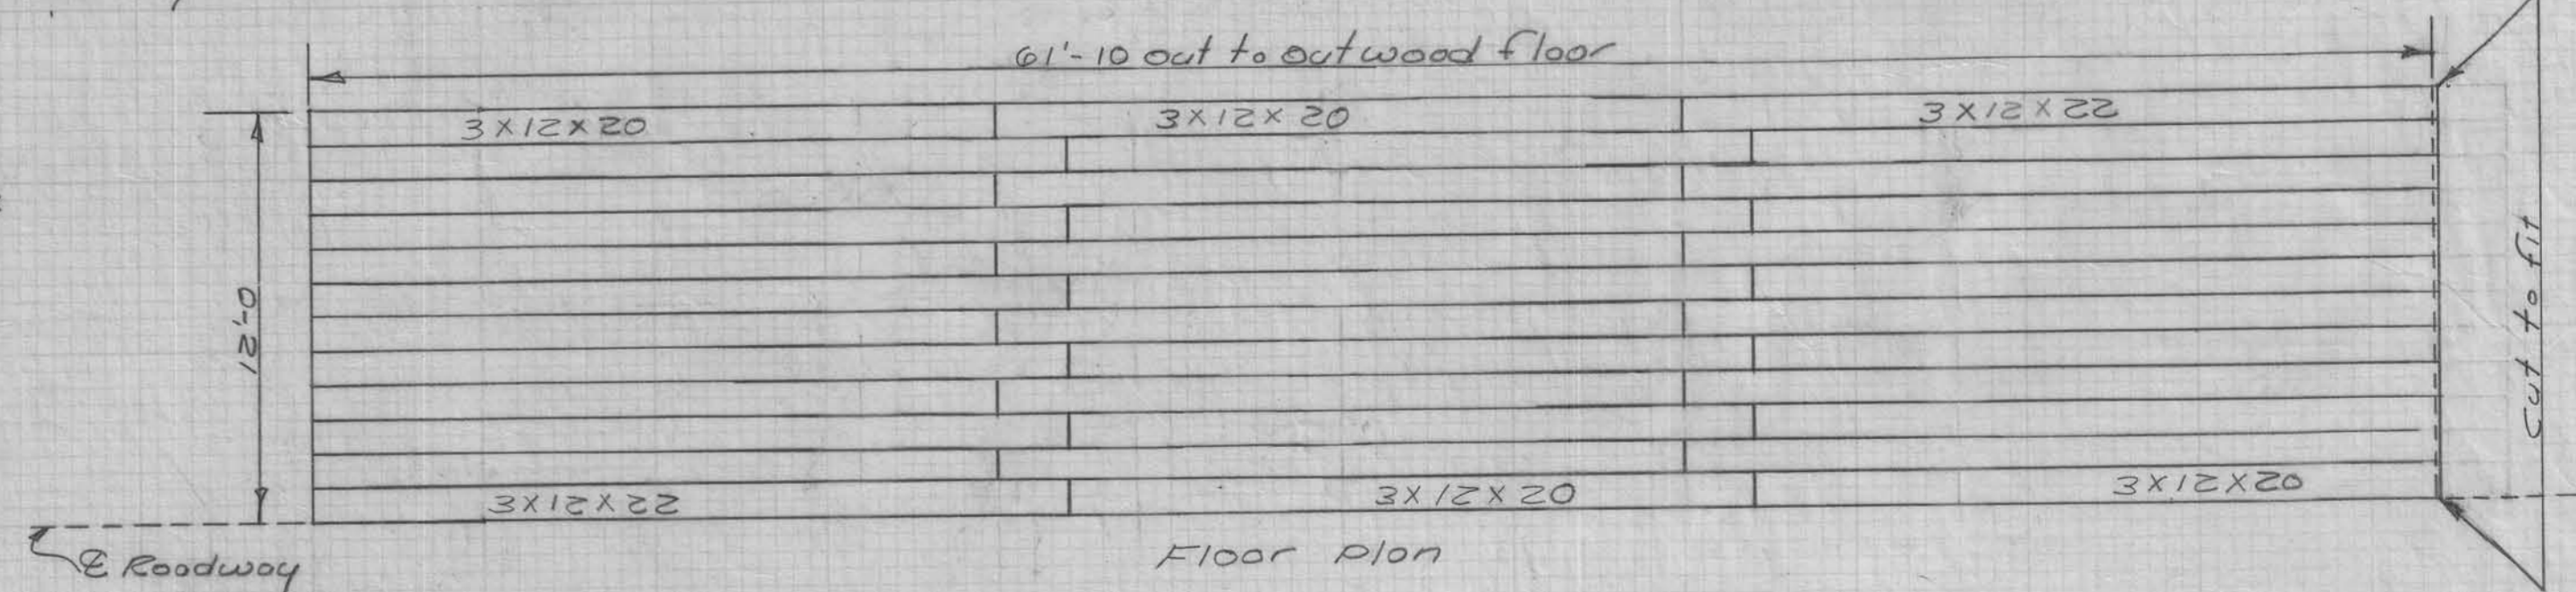 61'-10 out to out wood floor
3X12X20
3X12X20
3X12X22
12'-0
Cut to fit
3X12X22
3X12X20
3X12X20
℄ Roadway
Floor Plan